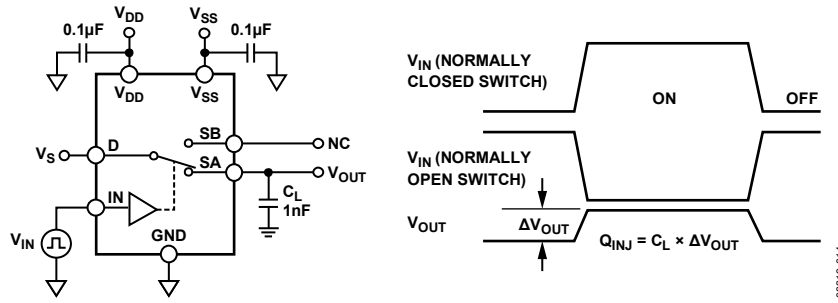 V_DD
V_SS
0.1µF
0.1µF
V_DD
V_SS
SB
NC
V_S
D
SA
V_OUT
IN
C_L
1nF
V_IN
GND
V_IN (NORMALLY
CLOSED SWITCH)
ON
OFF
V_IN (NORMALLY
OPEN SWITCH)
V_OUT
ΔV_OUT
Q_INJ = C_L × ΔV_OUT